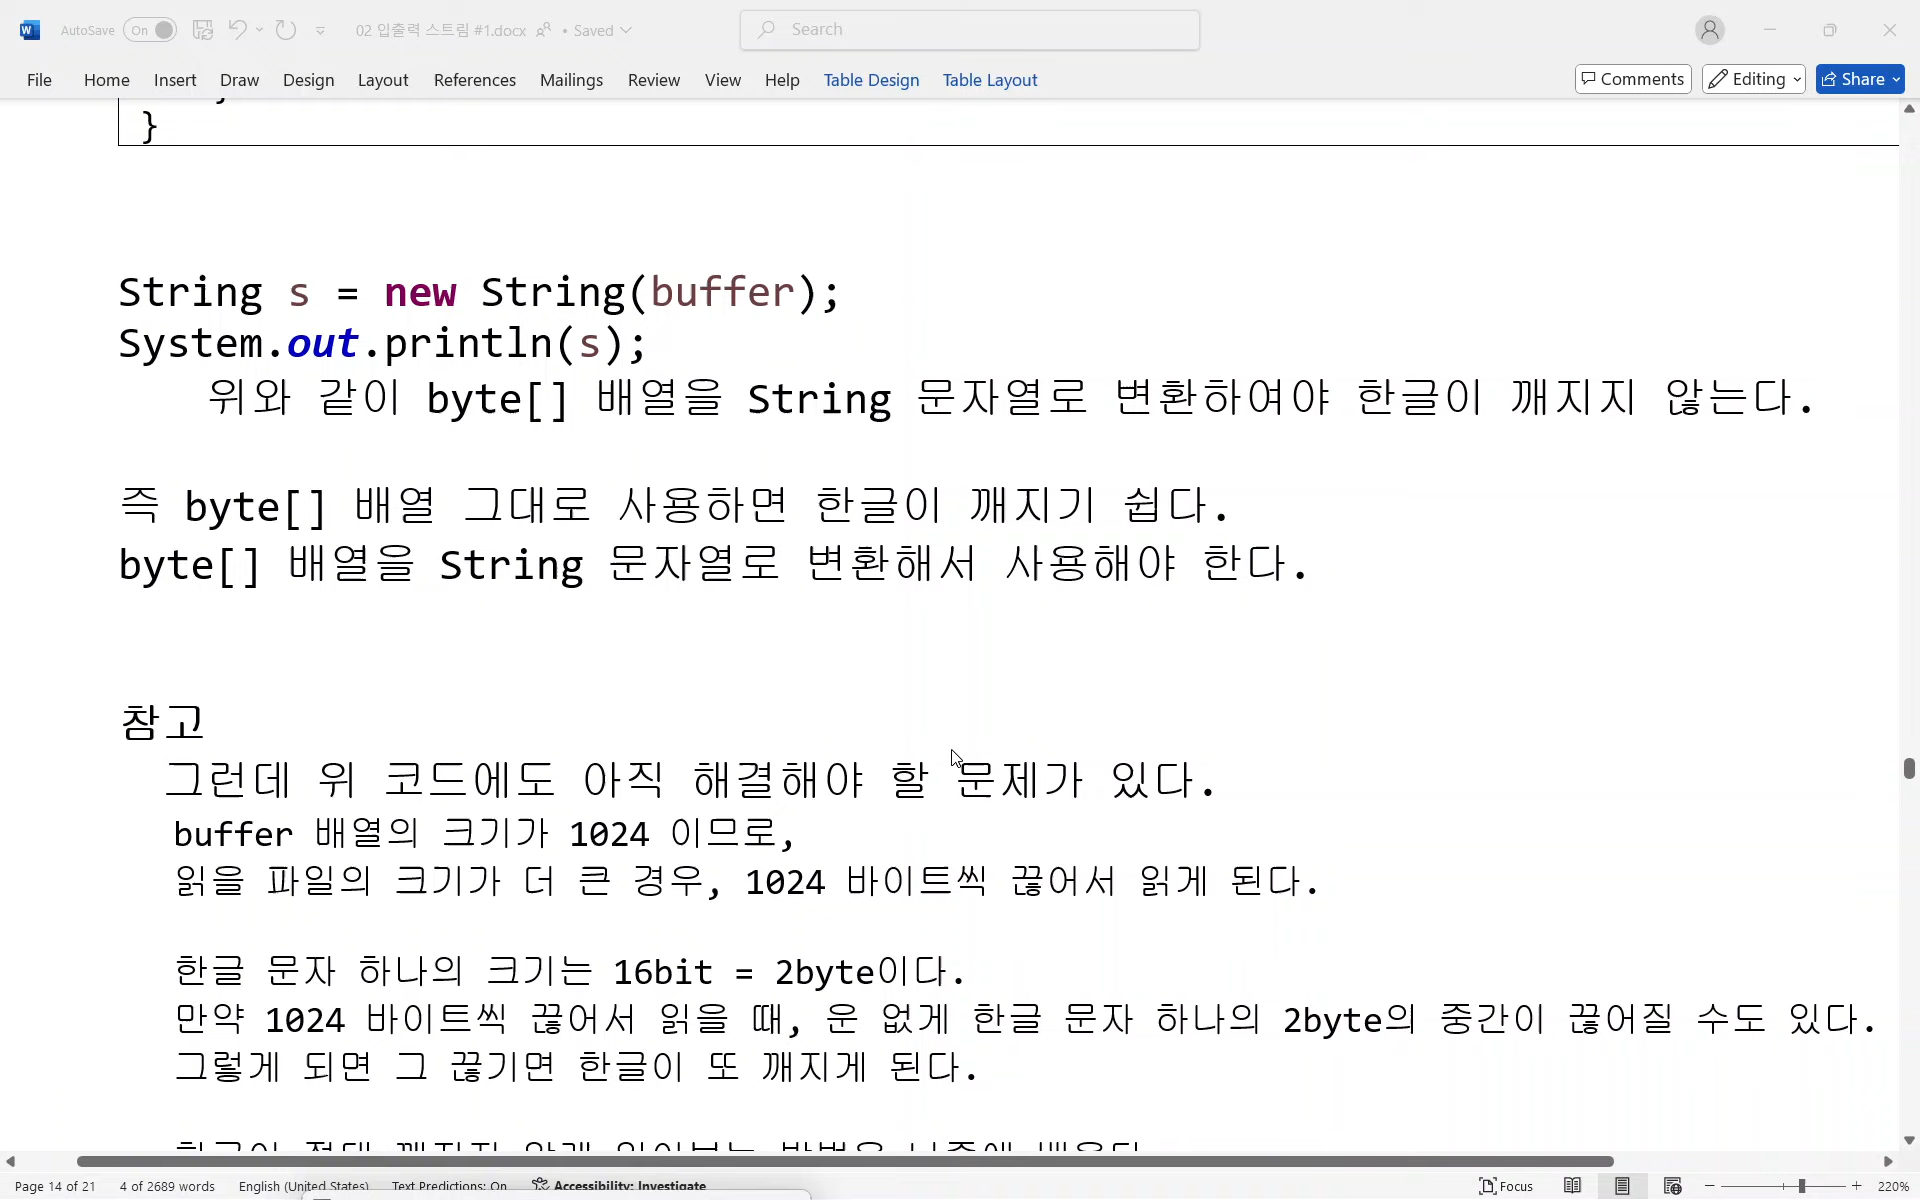 AutoSave On 02 입출력 스트림 #1.docx • Saved Search
File Home Insert Draw Design Layout References Mailings Review View Help Table Design Table Layout Comments Editing Share
}
String s = new String(buffer);
System.out.println(s);
위와 같이 byte[] 배열을 String 문자열로 변환하여야 한글이 깨지지 않는다.
즉 byte[] 배열 그대로 사용하면 한글이 깨지기 쉽다.
byte[] 배열을 String 문자열로 변환해서 사용해야 한다.
참고
그런데 위 코드에도 아직 해결해야 할 문제가 있다.
buffer 배열의 크기가 1024 이므로,
읽을 파일의 크기가 더 큰 경우, 1024 바이트씩 끊어서 읽게 된다.
한글 문자 하나의 크기는 16bit = 2byte이다.
만약 1024 바이트씩 끊어서 읽을 때, 운 없게 한글 문자 하나의 2byte의 중간이 끊어질 수도 있다.
그렇게 되면 그 끊기면 한글이 또 깨지게 된다.
Page 14 of 21 4 of 2689 words English (United States) Text Predictions: On Accessibility: Investigate Focus 220%